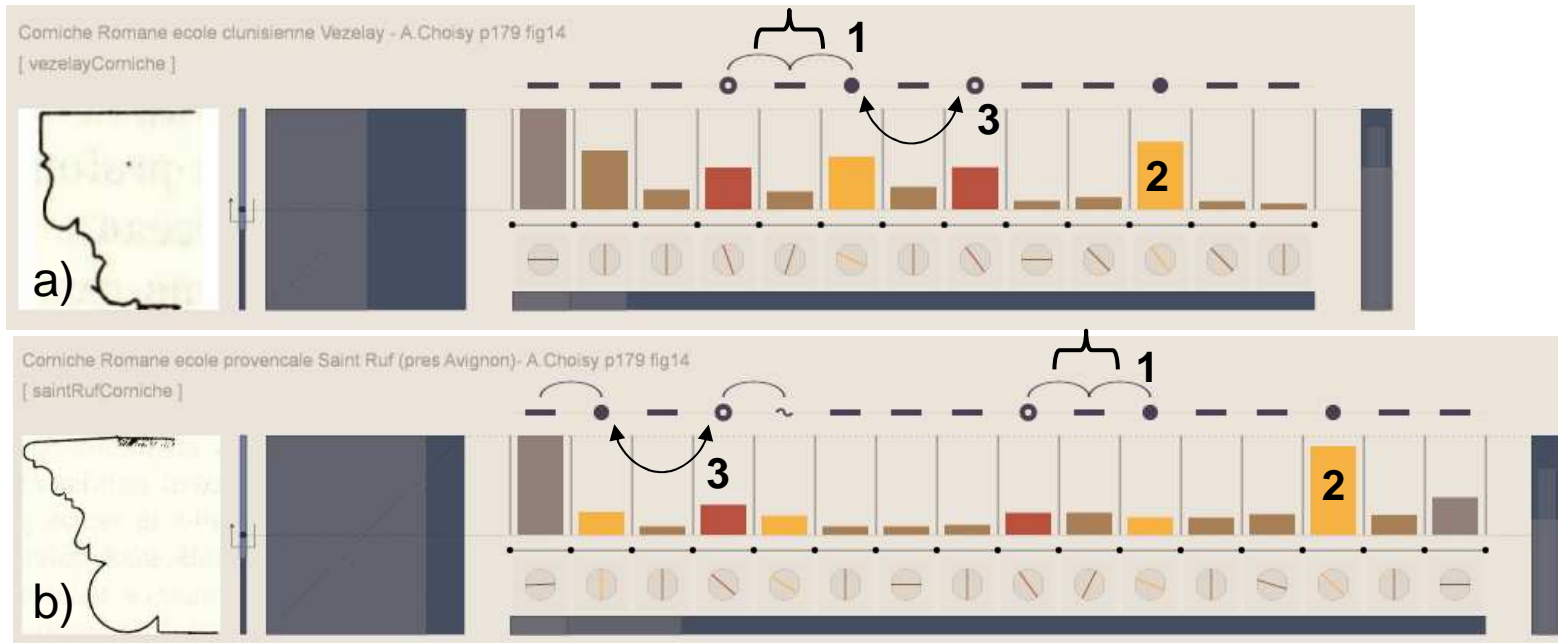 Corniche Romane ecole clunisienne Vezelay - A.Choisy p179 fig14
[ vezelayCorniche ]
1
3
2
a)
Corniche Romane ecole provencale Saint Ruf (pres Avignon)- A.Choisy p179 fig14
[ saintRufCorniche ]
1
3
2
b)